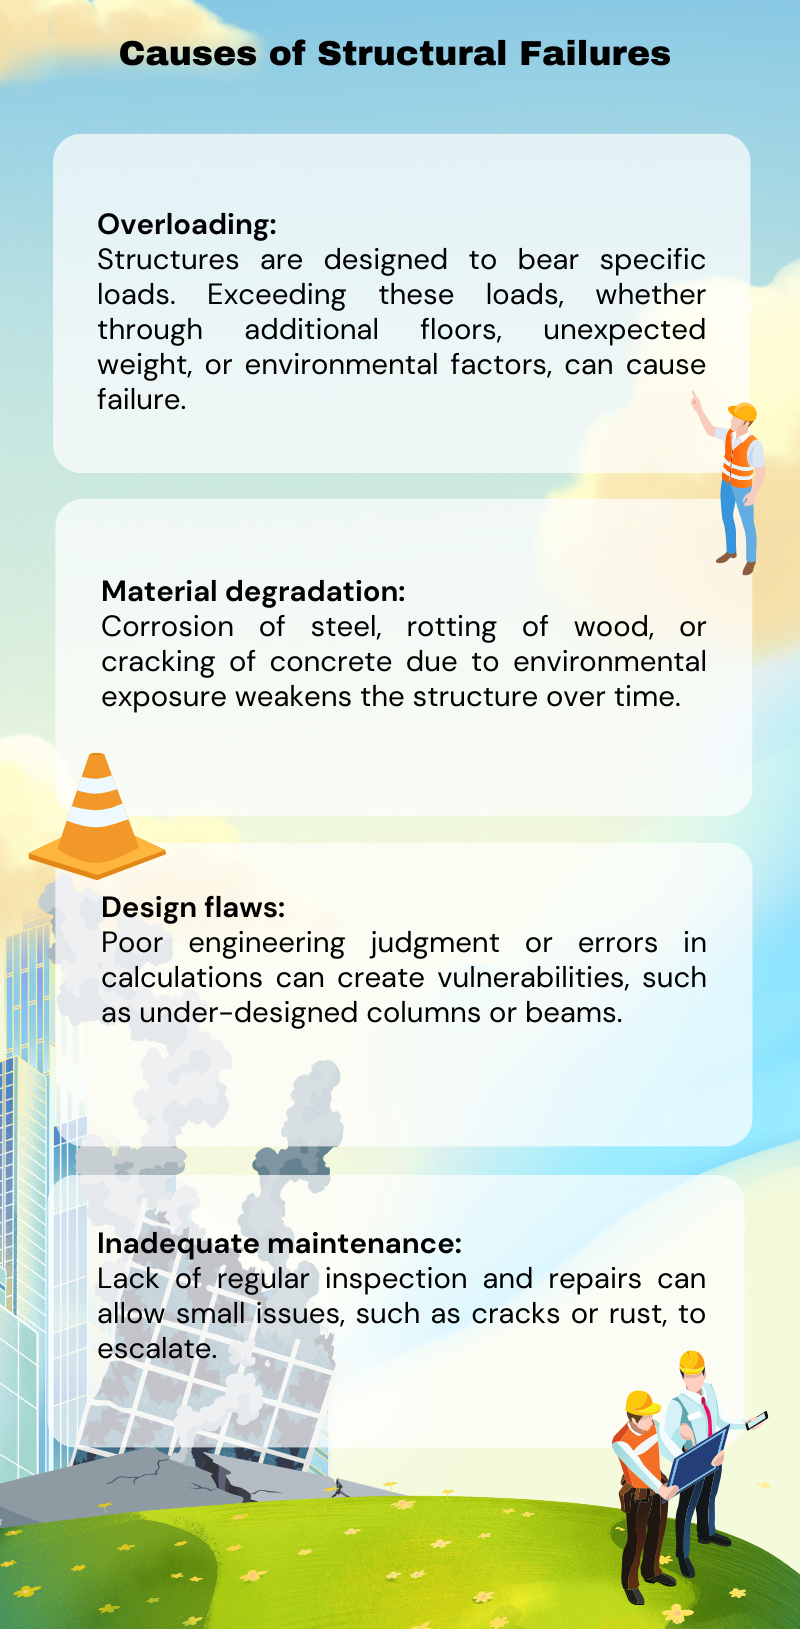 Causes of Structural Failures
Overloading:
Structures are designed to bear specific
loads. Exceeding these loads, whether
through additional floors, unexpected
weight, or environmental factors, can cause
failure.
Material degradation:
Corrosion of steel, rotting of wood, or
cracking of concrete due to environmental
exposure weakens the structure over time.
Design flaws:
Poor engineering judgment or errors in
calculations can create vulnerabilities, such
as under-designed columns or beams.
Inadequate maintenance:
Lack of regular inspection and repairs can
allow small issues, such as cracks or rust, to
escalate.